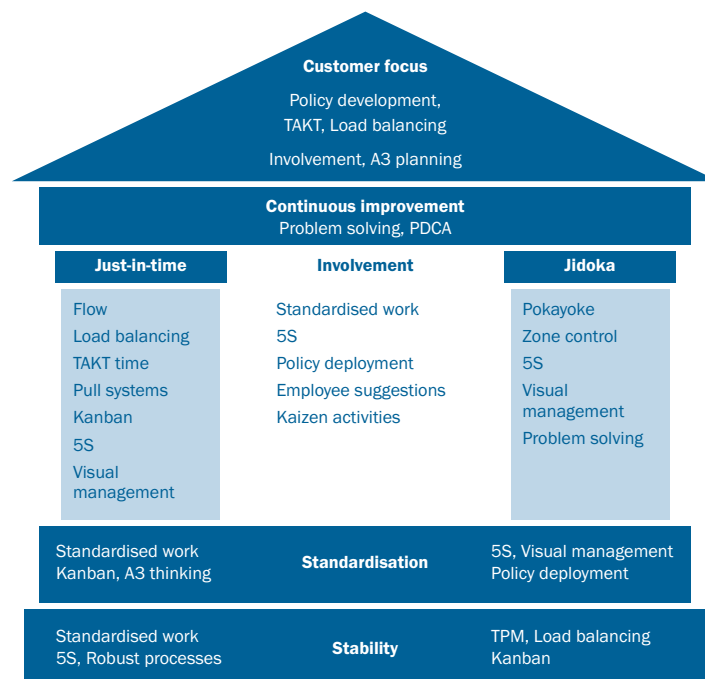 Customer focus
Policy development,
TAKT, Load balancing
Involvement, A3 planning
Continuous improvement
Problem solving, PDCA
Just-in-time
Flow
Load balancing
TAKT time
Pull systems
Kanban
5S
Visual
management
Involvement
Standardised work
5S
Policy deployment
Employee suggestions
Kaizen activities
Jidoka
Pokayoke
Zone control
5S
Visual
management
Problem solving
Standardised work
Kanban, A3 thinking
Standardisation
5S, Visual management
Policy deployment
Standardised work
5S, Robust processes
Stability
TPM, Load balancing
Kanban